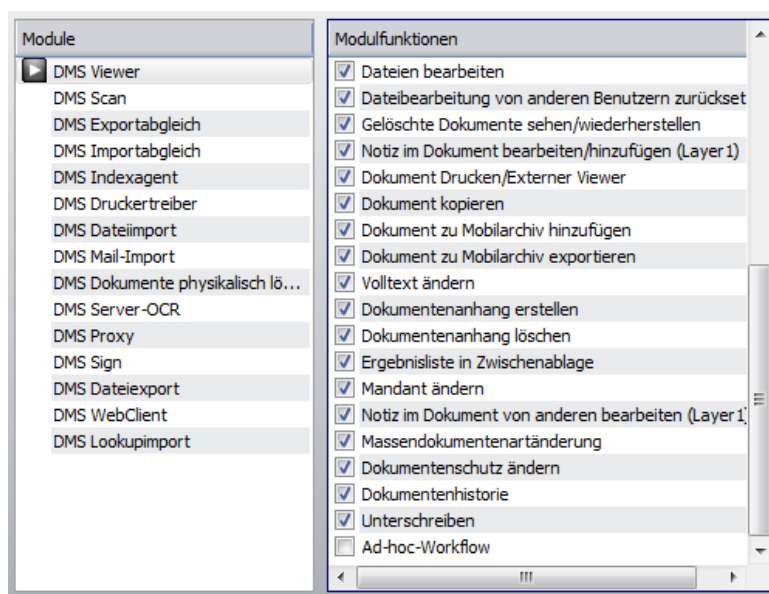 Module
DMS Viewer
DMS Scan
DMS Exportabgleich
DMS Importabgleich
DMS Indexagent
DMS Druckertreiber
DMS Dateiimport
DMS Mail-Import
DMS Dokumente physikalisch lö...
DMS Server-OCR
DMS Proxy
DMS Sign
DMS Dateiexport
DMS WebClient
DMS Lookupimport
Modulfunktionen
Dateien bearbeiten
Dateibearbeitung von anderen Benutzern zurückset
Gelöschte Dokumente sehen/wiederherstellen
Notiz im Dokument bearbeiten/hinzufügen (Layer1)
Dokument Drucken/Externer Viewer
Dokument kopieren
Dokument zu Mobilarchiv hinzufügen
Dokument zu Mobilarchiv exportieren
Volltext ändern
Dokumentenanhang erstellen
Dokumentenanhang löschen
Ergebnisliste in Zwischenablage
Mandant ändern
Notiz im Dokument von anderen bearbeiten (Layer1)
Massendokumentenartänderung
Dokumentenschutz ändern
Dokumentenhistorie
Unterschreiben
Ad-hoc-Workflow